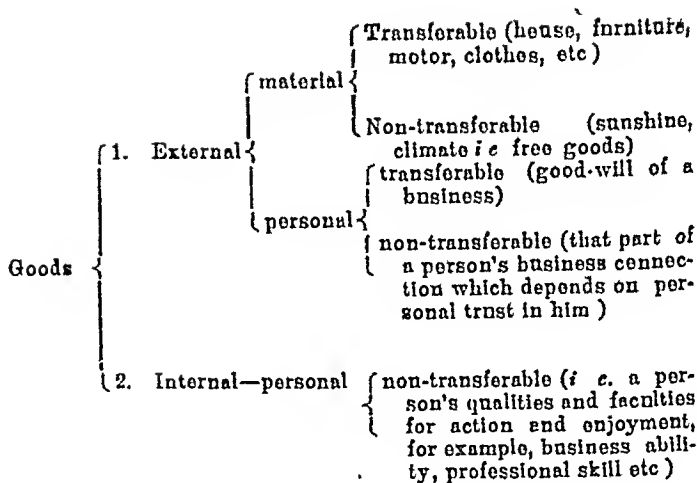 Transferable (house, furniture,
motor, clothes, etc )
material
Non-transferable (sunshine,
climate i e free goods)
1. External
transferable (good-will of a
business)
personal
non-transferable (that part of
a person's business connec-
tion which depends on per-
sonal trust in him )
Goods
2. Internal—personal non-transferable (i e. a per-
son's qualities and faculties
for action and enjoyment,
for example, business abili-
ty, professional skill etc )